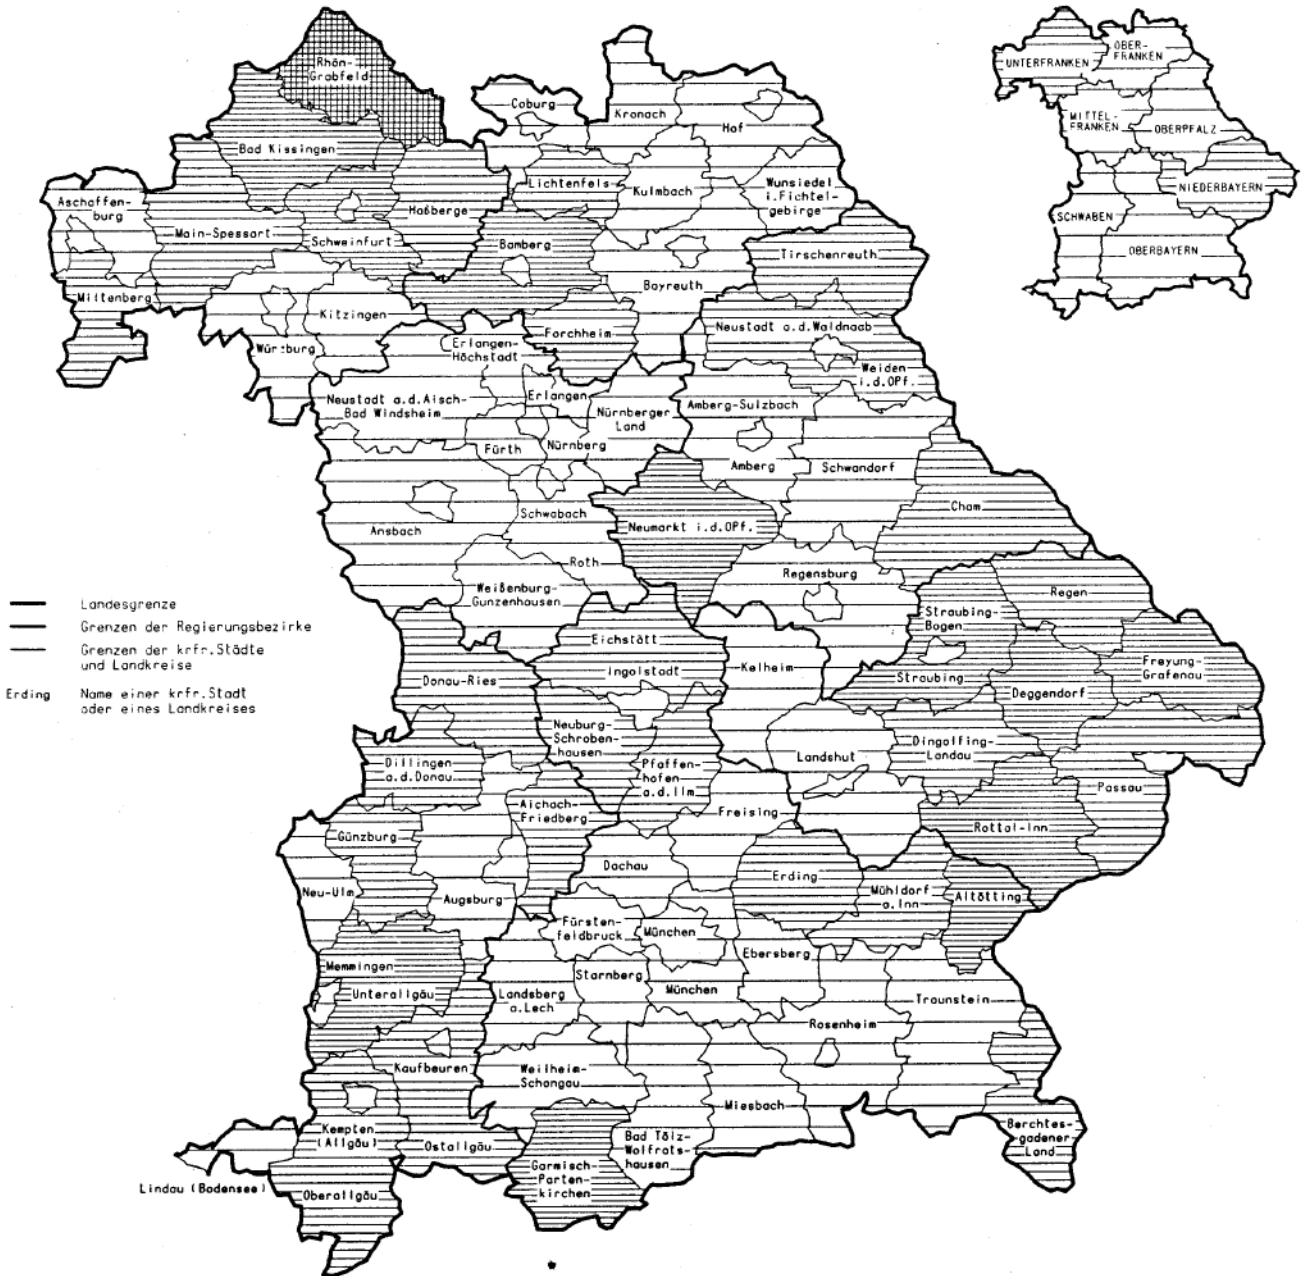 Rhön-
Grabfeld
Coburg
Kronach
Hof
Bad Kissingen
Lichtenfels
Kulmbach
Wunsiedel
i.Fichtel-
gebirge
Aschaffen-
burg
Haßberge
Main-Spessart
Schweinfurt
Bamberg
Tirschenreuth
Bayreuth
Miltenberg
Kitzingen
Würzburg
Forchheim
Neustadt a.d.Waldnaab
Erlangen-
Höchstadt
Weiden
i.d.OPf.
Neustadt a.d.Aisch-
Bad Windsheim
Erlangen
Nürnberger
Land
Amberg-Sulzbach
Fürth
Nürnberg
Amberg
Schwandorf
Cham
Schwabach
Ansbach
Neumarkt i.d.OPf.
Roth
Regensburg
Weißenburg-
Gunzenhausen
Regen
Straubing-
Bogen
Eichstätt
Ingolstadt
Kelheim
Straubing
Freyung-
Grafenau
Donau-Ries
Deggendorf
Neuburg-
Schroben-
hausen
Dingolfing-
Landau
Landshut
Dillingen
a.d.Donau
Pfaffen-
hofen
a.d.Ilm
Passau
Aichach-
Friedberg
Freising
Rottal-Inn
Günzburg
Dachau
Erding
Mühldorf
a.Inn
Altötting
Neu-Ulm
Augsburg
Fürsten-
feldbruck
München
Ebersberg
Memmingen
Unterallgäu
Starnberg
München
Landsberg
a.Lech
Traunstein
Rosenheim
Kaufbeuren
Weilheim-
Schongau
Miesbach
Kempten
(Allgäu)
Ostallgäu
Bad Tölz-
Wolfrats-
hausen
Berchtes-
gadener
Land
Garmisch-
Parten-
kirchen
Lindau (Bodensee)
Oberallgäu
UNTERFRANKEN
OBER-
FRANKEN
MITTEL-
FRANKEN
OBERPFALZ
NIEDERBAYERN
SCHWABEN
OBERBAYERN
Landesgrenze
Grenzen der Regierungsbezirke
Grenzen der krfr.Städte
und Landkreise
Erding Name einer krfr.Stadt
oder eines Landkreises